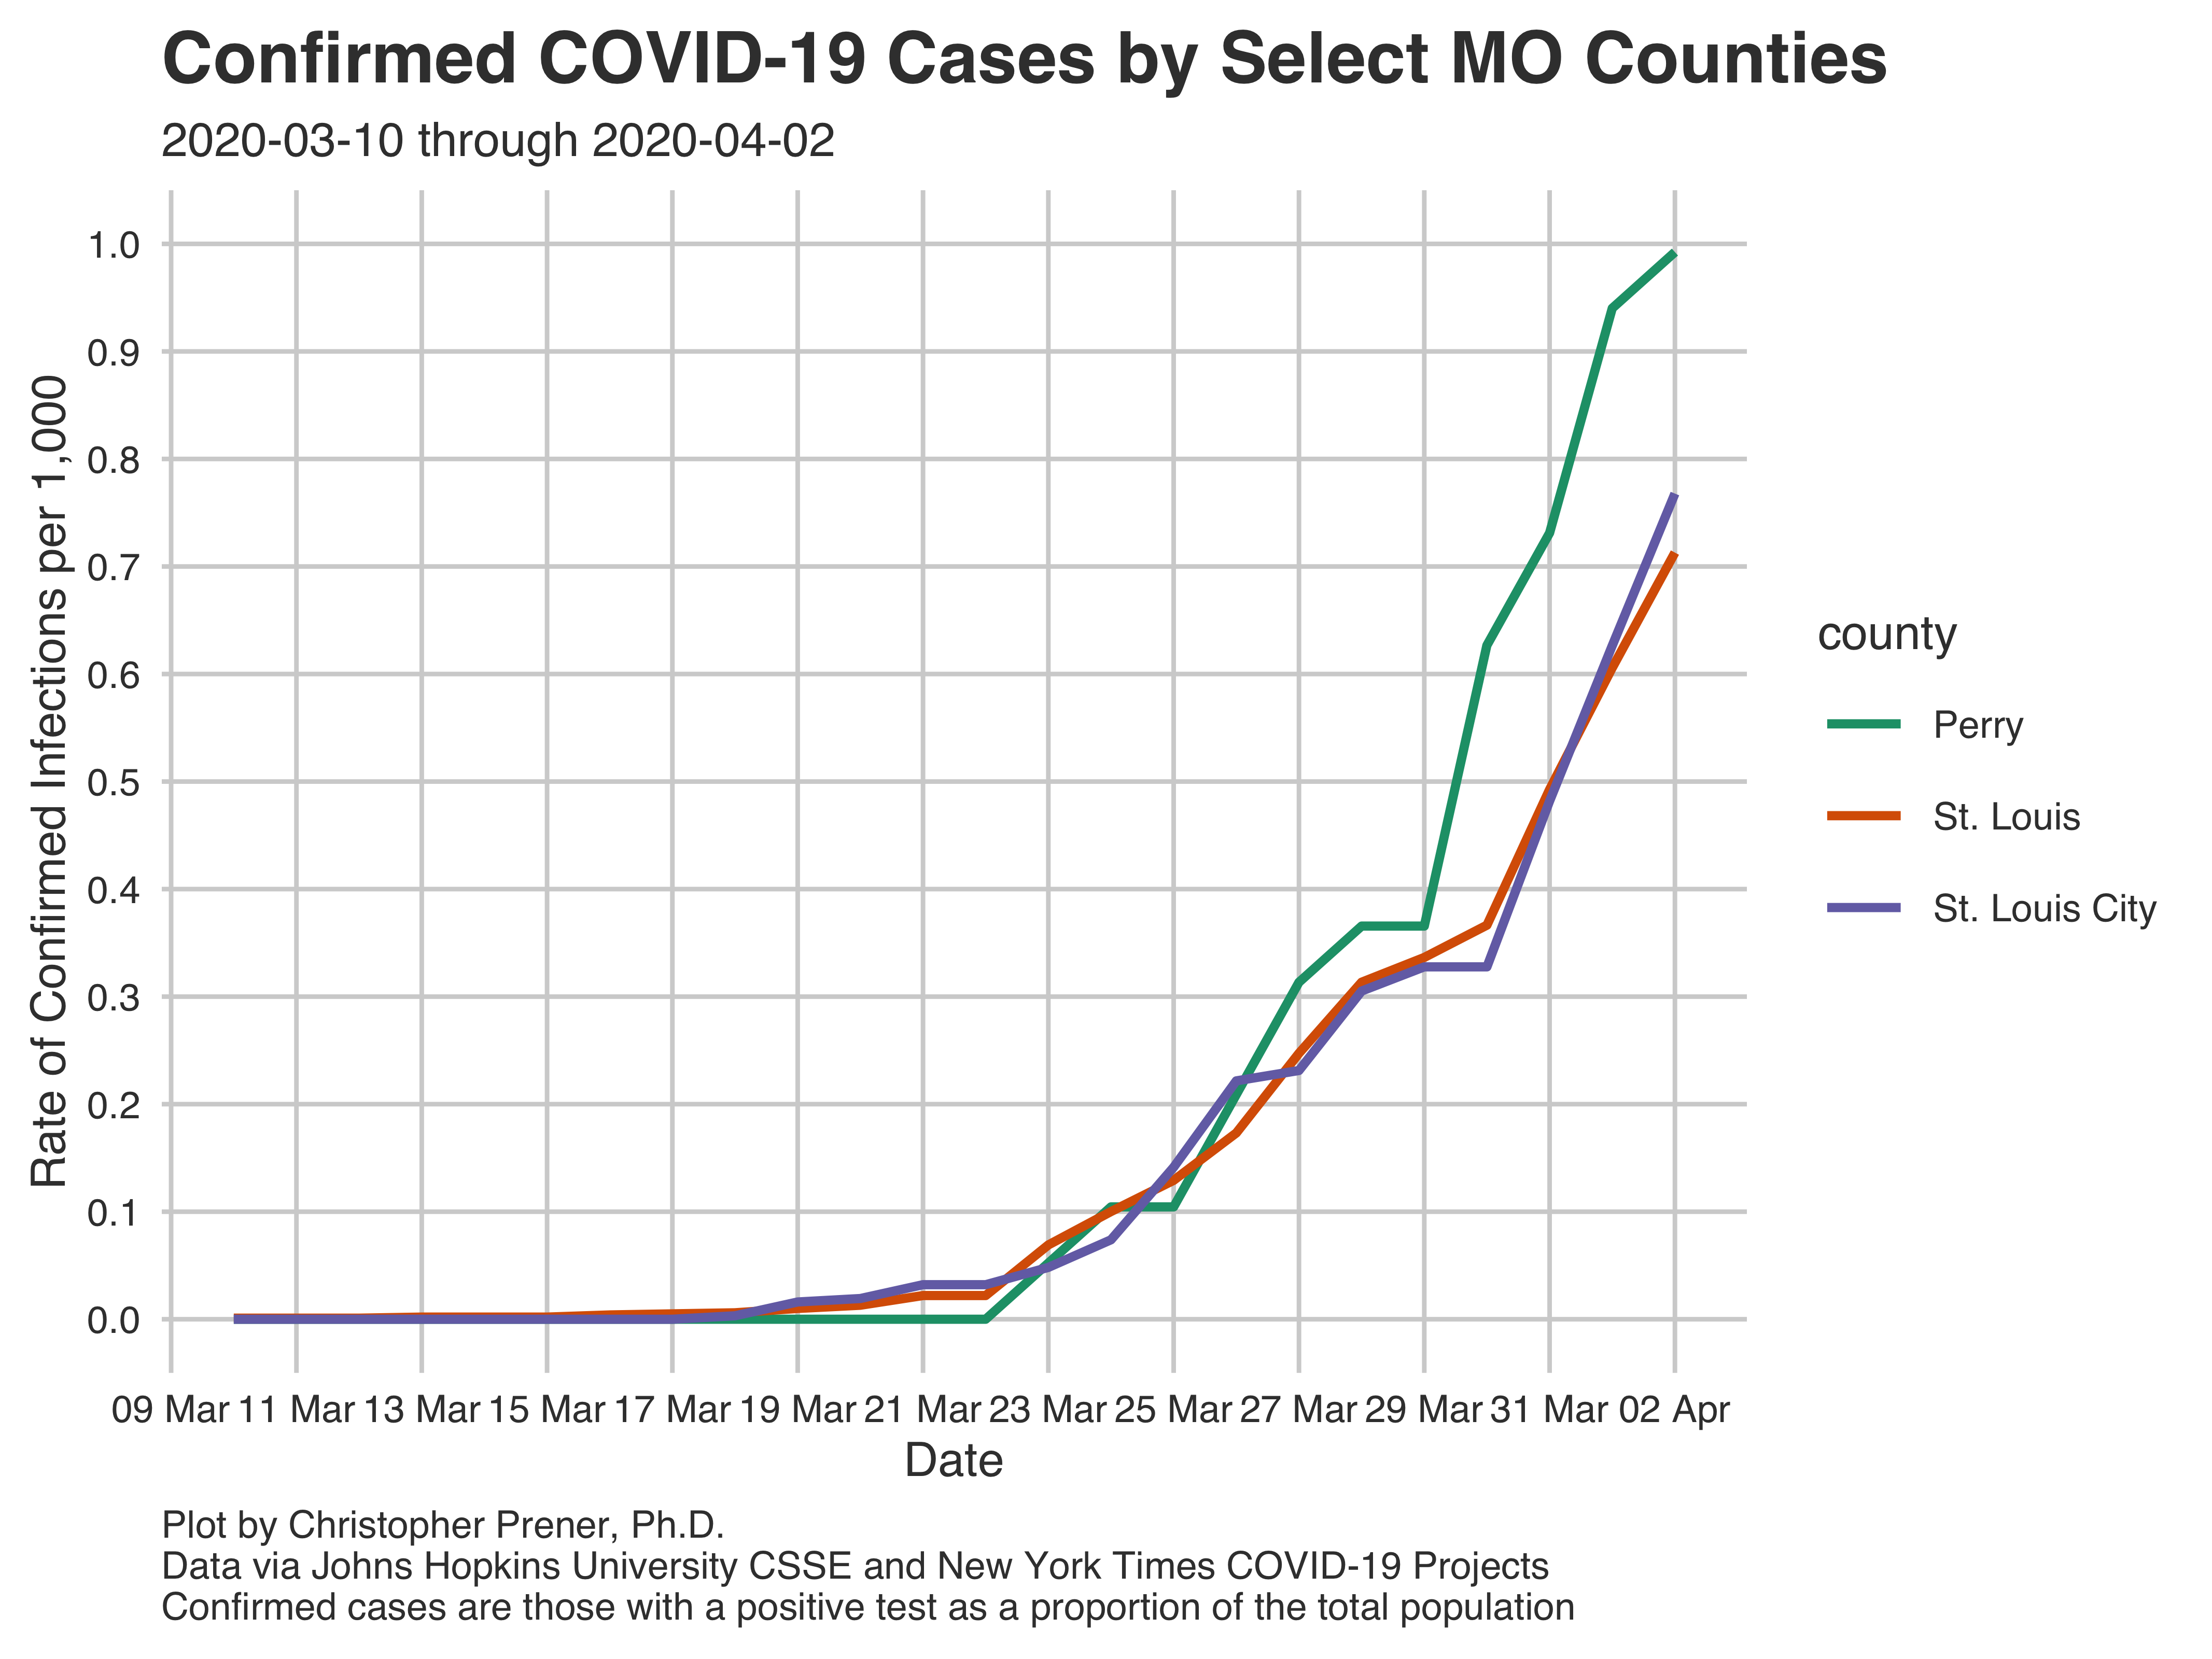 Confirmed COVID-19 Cases by Select MO Counties
2020-03-10 through 2020-04-02
Rate of Confirmed Infections per 1,000
1.0
0.9
0.8
0.7
0.6
0.5
0.4
0.3
0.2
0.1
0.0
09 Mar 11 Mar 13 Mar 15 Mar 17 Mar 19 Mar 21 Mar 23 Mar 25 Mar 27 Mar 29 Mar 31 Mar 02 Apr
Date
county
Perry
St. Louis
St. Louis City
Plot by Christopher Prener, Ph.D.
Data via Johns Hopkins University CSSE and New York Times COVID-19 Projects
Confirmed cases are those with a positive test as a proportion of the total population